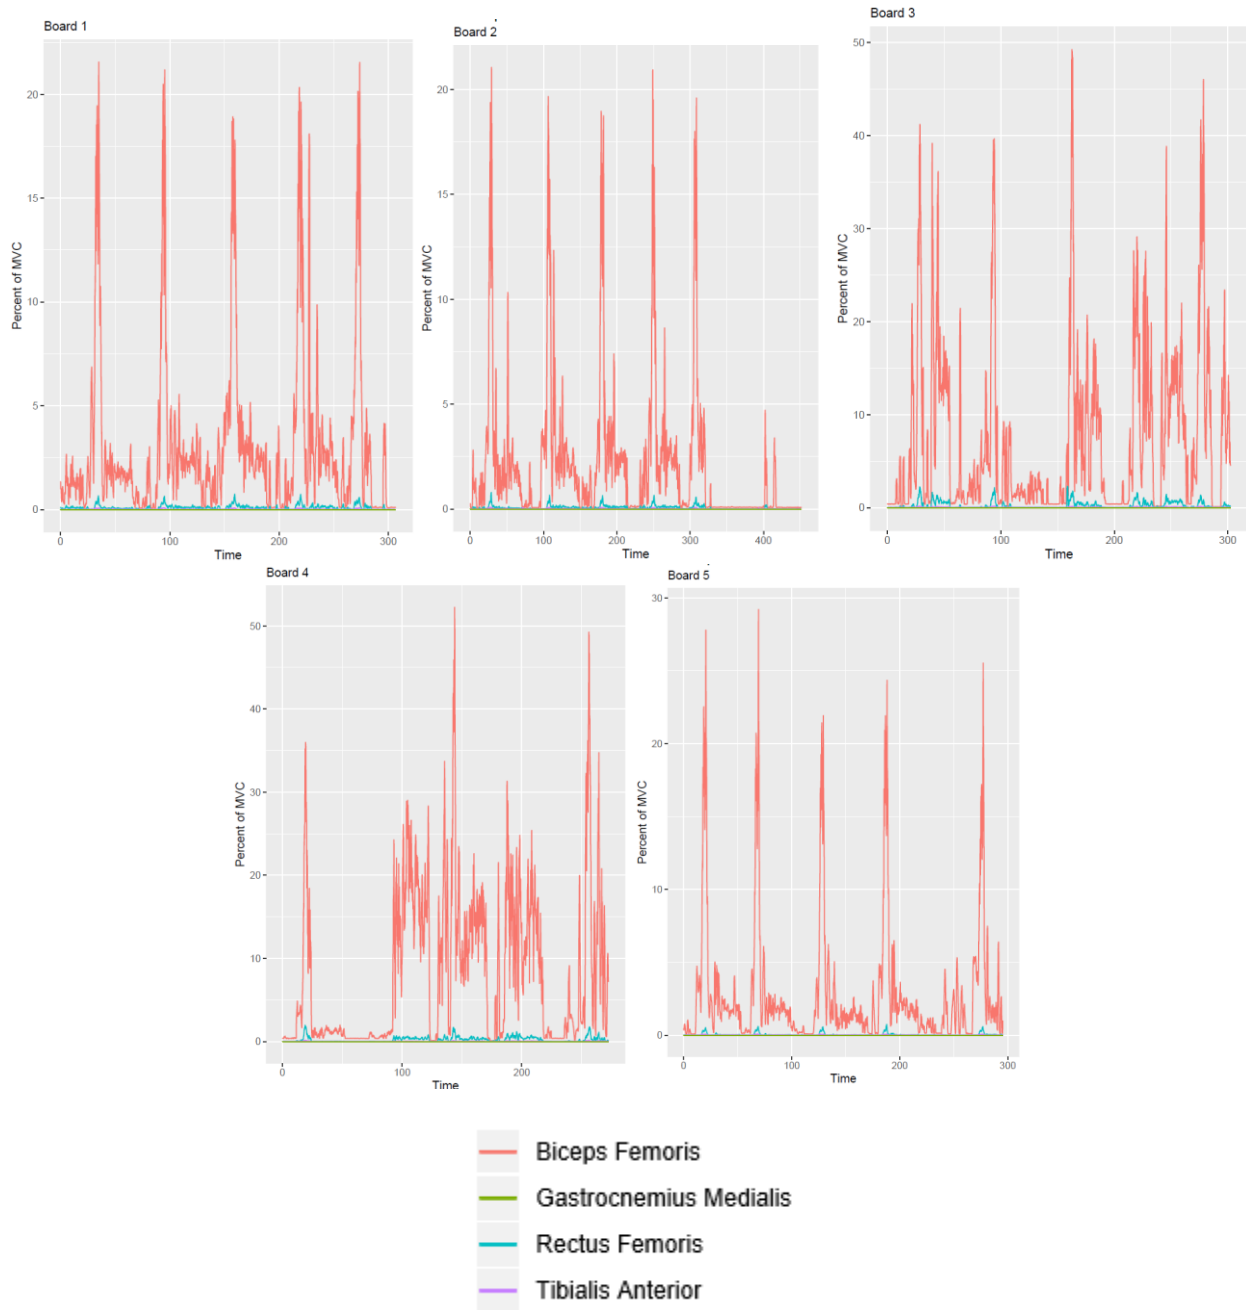 Board 1
Percent of MVC
20
15
10
5
0
0 100 200 300
Time
Board 2
Percent of MVC
20
15
10
5
0
0 100 200 300 400
Time
Board 3
Percent of MVC
50
40
30
20
10
0
0 100 200 300
Time
Board 4
Percent of MVC
50
40
30
20
10
0
0 100 200
Time
Board 5
Percent of MVC
30
20
10
0
0 100 200 300
Time
Biceps Femoris
Gastrocnemius Medialis
Rectus Femoris
Tibialis Anterior